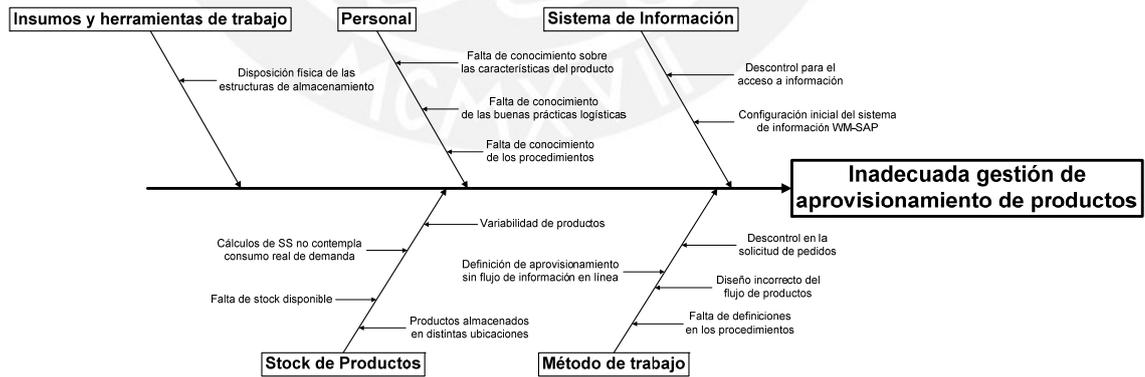 Insumos y herramientas de trabajo
Personal
Sistema de Información
Disposición física de las
estructuras de almacenamiento
Falta de conocimiento sobre
las características del producto
Falta de conocimiento
de las buenas prácticas logísticas
Falta de conocimiento
de los procedimientos
Descontrol para el
acceso a información
Configuración inicial del sistema
de información WM-SAP
Inadecuada gestión de
aprovisionamiento de productos
Variabilidad de productos
Cálculos de SS no contempla
consumo real de demanda
Falta de stock disponible
Productos almacenados
en distintas ubicaciones
Descontrol en la
solicitud de pedidos
Definición de aprovisionamiento
sin flujo de información en línea
Diseño incorrecto del
flujo de productos
Falta de definiciones
en los procedimientos
Stock de Productos
Método de trabajo